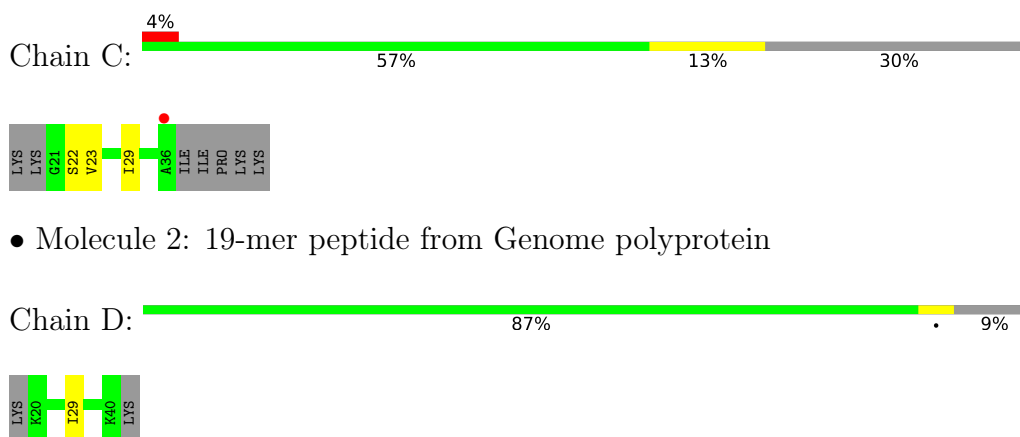 4%
Chain C:
57% 13% 30%
LYS LYS G21 S22 V23 I29 A36 ILE ILE PRO LYS LYS
• Molecule 2: 19-mer peptide from Genome polyprotein
Chain D:
87% • 9%
LYS K20 I29 K40 LYS